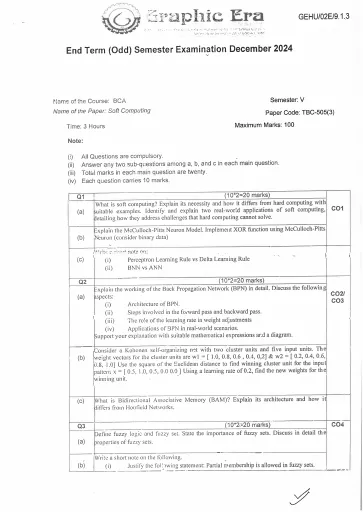 Graphic Era
GEHU/02E/9.1.3
End Term (Odd) Semester Examination December 2024
Name of the Course: BCA
Semester: V
Name of the Paper: Soft Computing
Paper Code: TBC-505(3)
Time: 3 Hours
Maximum Marks: 100
Note:
(i) All Questions are compulsory.
(ii) Answer any two sub-questions among a, b, and c in each main question.
(iii) Total marks in each main question are twenty.
(iv) Each question carries 10 marks.
Q1 (10*2=20 marks)
What is soft computing? Explain its necessity and how it differs from hard computing with
(a) suitable examples. Identify and explain two real-world applications of soft computing, CO1
detailing how they address challenges that hard computing cannot solve.
Explain the McCulloch-Pitts Neuron Model. Implement XOR function using McCulloch-Pitts
(b) Neuron (consider binary data)
Write a short note on:
(c) (i) Perceptron Learning Rule vs Delta Learning Rule
(ii) BNN vs ANN
Q2 (10*2=20 marks)
Explain the working of the Back Propagation Network (BPN) in detail. Discuss the following
(a) aspects: CO2/
CO3
(i) Architecture of BPN.
(ii) Steps involved in the forward pass and backward pass.
(iii) The role of the learning rate in weight adjustments
(iv) Applications of BPN in real-world scenarios.
Support your explanation with suitable mathematical expressions and a diagram.
Consider a Kohonen self-organizing net with two cluster units and five input units. The
(b) weight vectors for the cluster units are w1 = [ 1.0, 0.8, 0.6 , 0.4, 0.2] & w2 = [ 0.2, 0.4, 0.6,
0.8, 1.0] Use the square of the Euclidean distance to find winning cluster unit for the input
pattern x = [ 0.5, 1.0, 0.5, 0.0 0.0 ] Using a learning rate of 0.2, find the new weights for the
winning unit.
(c) What is Bidirectional Associative Memory (BAM)? Explain its architecture and how it
differs from Hopfield Networks.
Q3 (10*2=20 marks) CO4
Define fuzzy logic and fuzzy set. State the importance of fuzzy sets. Discuss in detail the
(a) properties of fuzzy sets.
Write a short note on the following.
(b) (i) Justify the following statement: Partial membership is allowed in fuzzy sets.